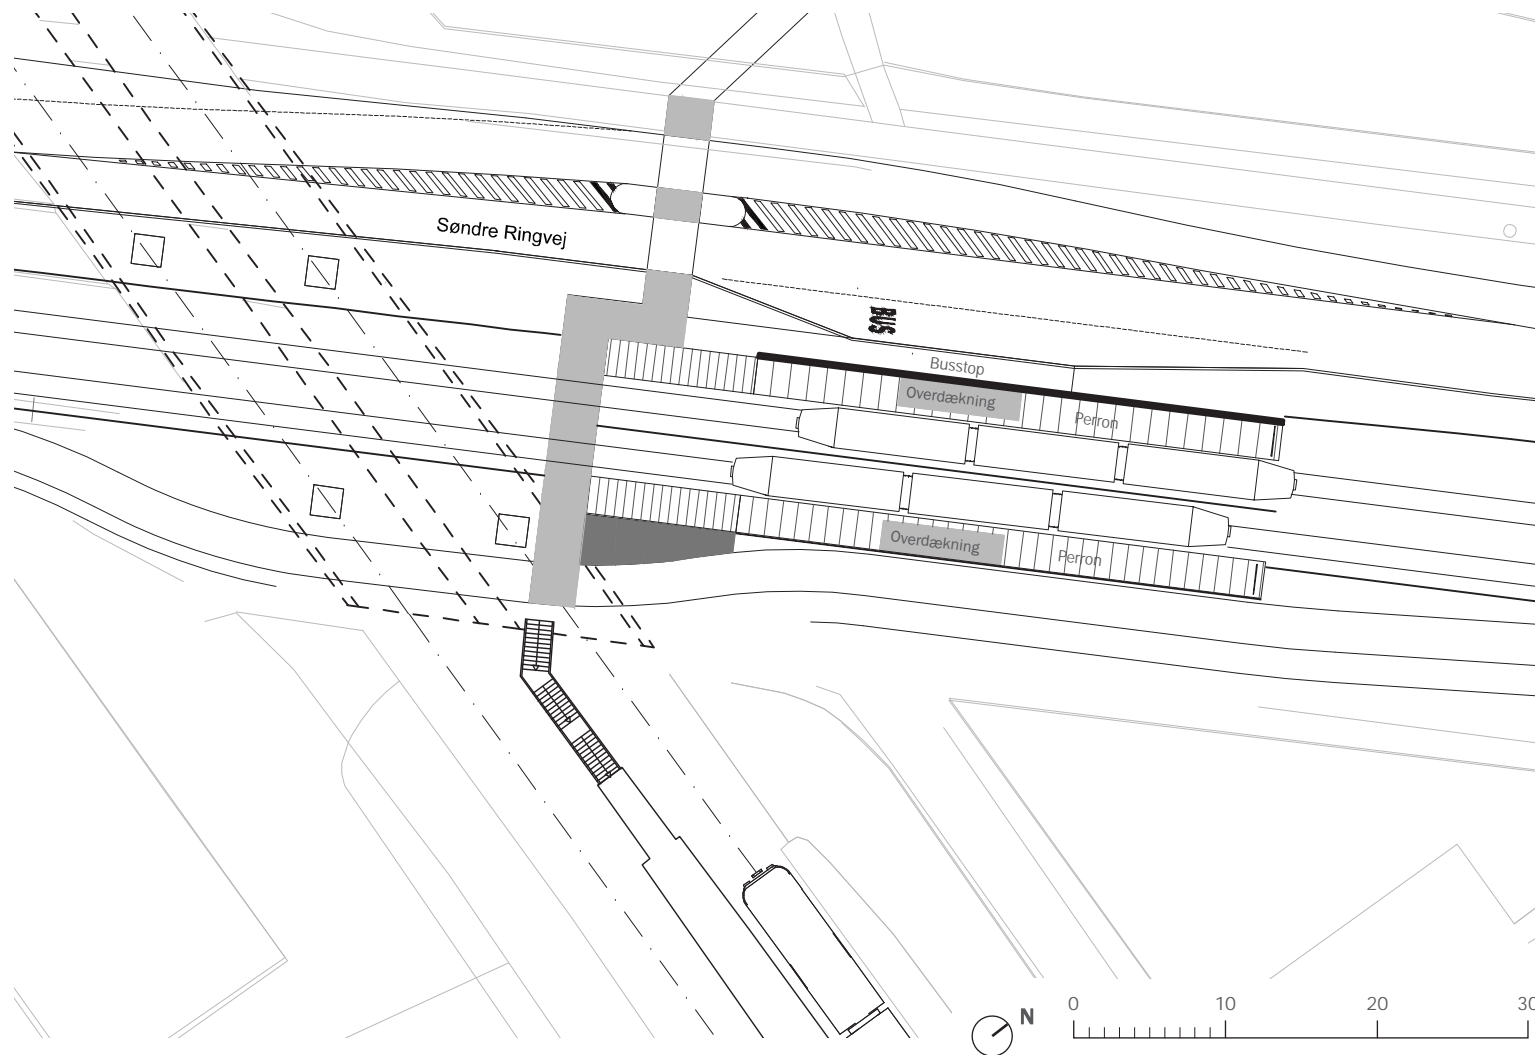 Søndre Ringvej
BUS
Busstop
Overdækning
Perron
Overdækning
Perron
N
0 10 20 30